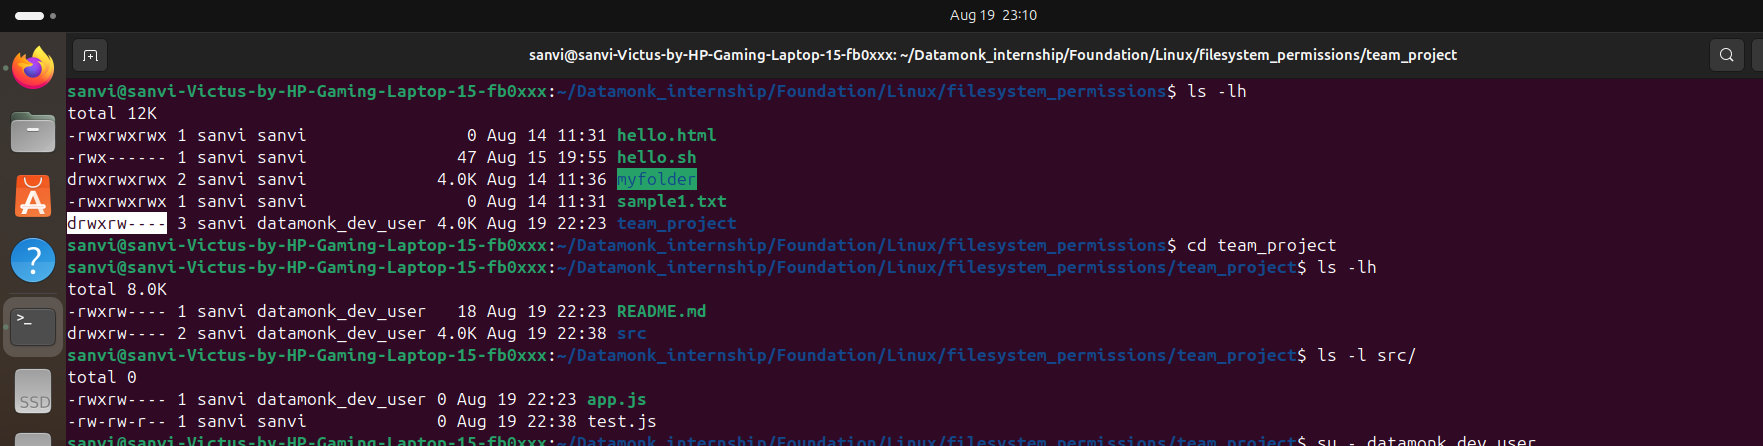 Aug 19 23:10
sanvi@sanvi-Victus-by-HP-Gaming-Laptop-15-fb0xxx: ~/Datamonk_internship/Foundation/Linux/filesystem_permissions/team_project
sanvi@sanvi-Victus-by-HP-Gaming-Laptop-15-fb0xxx:~/Datamonk_internship/Foundation/Linux/filesystem_permissions$ ls -lh
total 12K
-rwxrwxrwx 1 sanvi sanvi 0 Aug 14 11:31 hello.html
-rwx------ 1 sanvi sanvi 47 Aug 15 19:55 hello.sh
drwxrwxrwx 2 sanvi sanvi 4.0K Aug 14 11:36 myfolder
-rwxrwxrwx 1 sanvi sanvi 0 Aug 14 11:31 sample1.txt
drwxrw---- 3 sanvi datamonk_dev_user 4.0K Aug 19 22:23 team_project
sanvi@sanvi-Victus-by-HP-Gaming-Laptop-15-fb0xxx:~/Datamonk_internship/Foundation/Linux/filesystem_permissions$ cd team_project
sanvi@sanvi-Victus-by-HP-Gaming-Laptop-15-fb0xxx:~/Datamonk_internship/Foundation/Linux/filesystem_permissions/team_project$ ls -lh
total 8.0K
-rwxrw---- 1 sanvi datamonk_dev_user 18 Aug 19 22:23 README.md
drwxrw---- 2 sanvi datamonk_dev_user 4.0K Aug 19 22:38 src
sanvi@sanvi-Victus-by-HP-Gaming-Laptop-15-fb0xxx:~/Datamonk_internship/Foundation/Linux/filesystem_permissions/team_project$ ls -l src/
total 0
-rwxrw---- 1 sanvi datamonk_dev_user 0 Aug 19 22:23 app.js
-rw-rw-r-- 1 sanvi sanvi 0 Aug 19 22:38 test.js
sanvi@sanvi-Victus-by-HP-Gaming-Laptop-15-fb0xxx:~/Datamonk_internship/Foundation/Linux/filesystem_permissions/team_project$ su - datamonk_dev_user
SSD